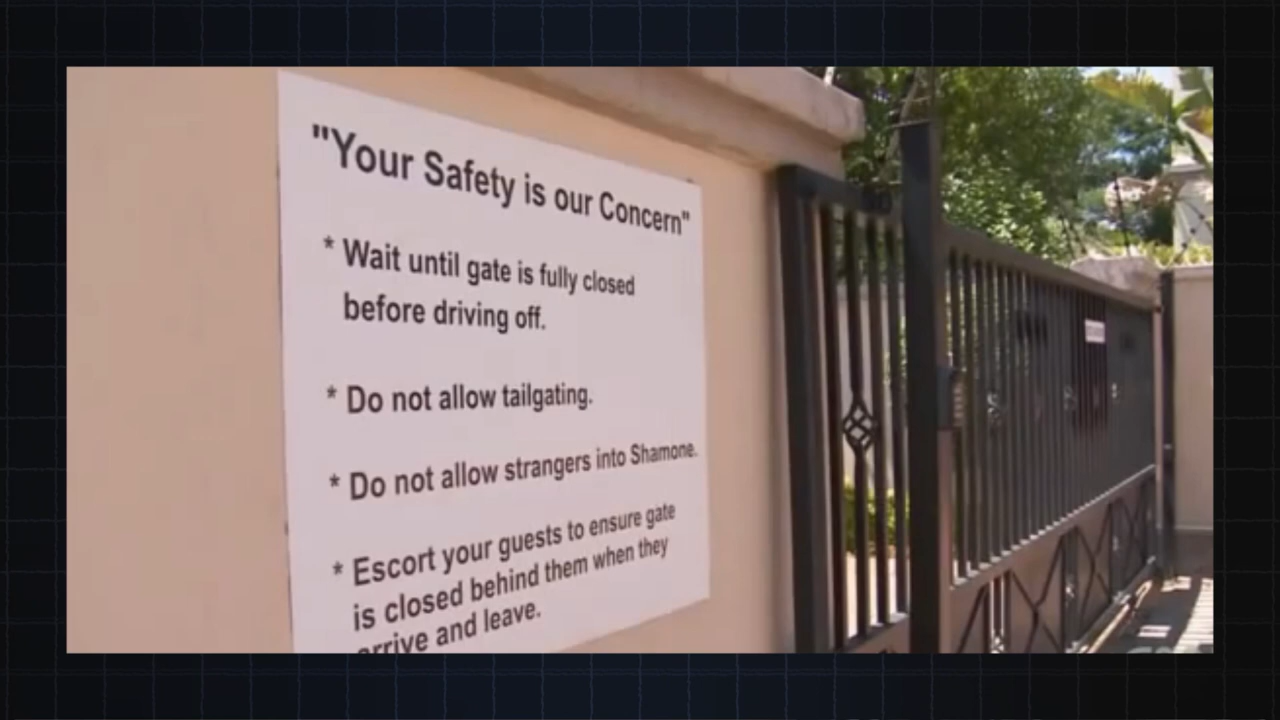 "Your Safety is our Concern"
* Wait until gate is fully closed
before driving off.
* Do not allow tailgating.
* Do not allow strangers into Shamone.
* Escort your guests to ensure gate
is closed behind them when they
arrive and leave.